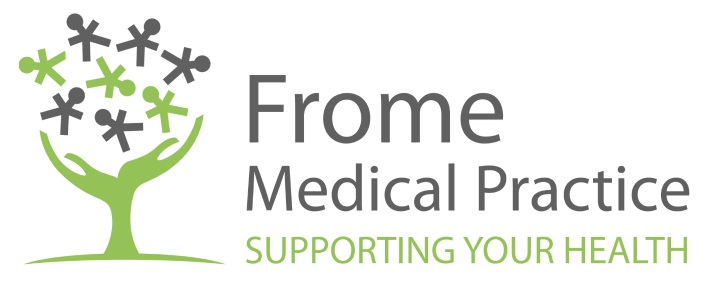 Frome
Medical Practice
SUPPORTING YOUR HEALTH